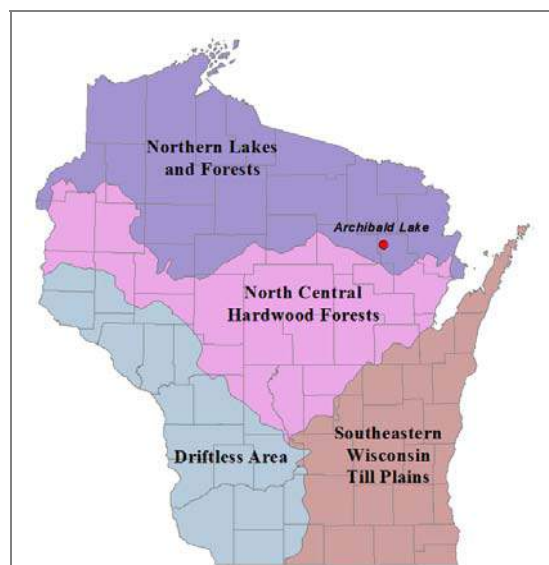 Northern Lakes
and Forests
Archibald Lake
North Central
Hardwood Forests
Driftless Area
Southeastern
Wisconsin
Till Plains